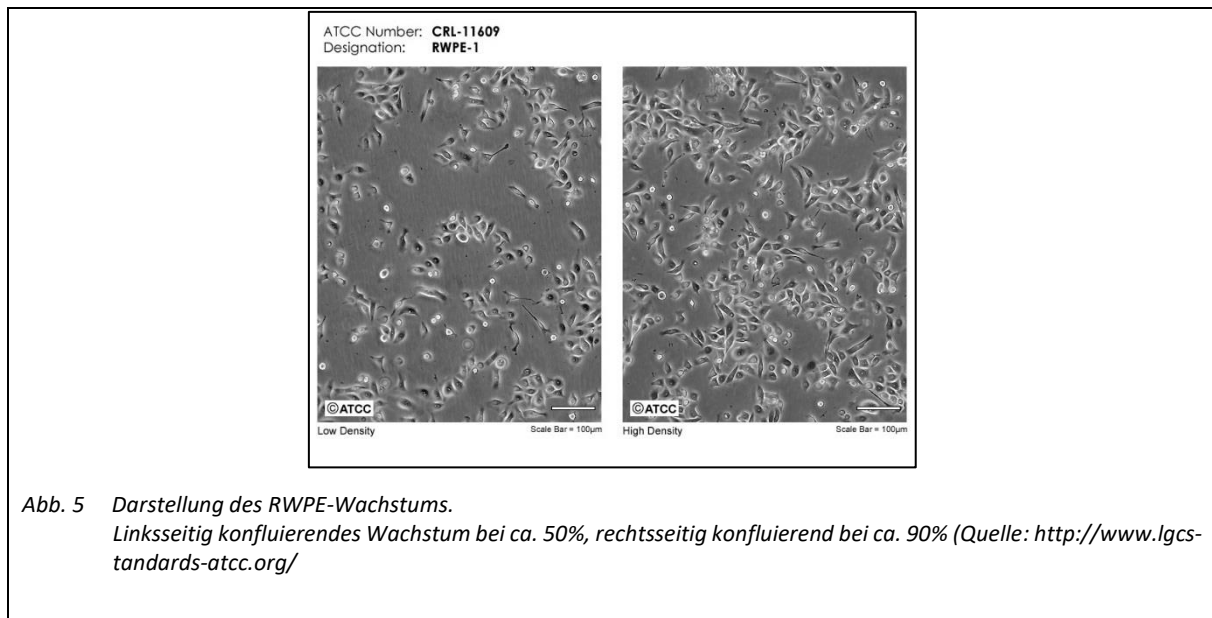 ATCC Number: CRL-11609
Designation: RWPE-1
©ATCC
Low Density
Scale Bar = 100µm
©ATCC
High Density
Scale Bar = 100µm
Abb. 5 Darstellung des RWPE-Wachstums.
Linksseitig konfluierendes Wachstum bei ca. 50%, rechtsseitig konfluierend bei ca. 90% (Quelle: http://www.lgcs-
tandards-atcc.org/